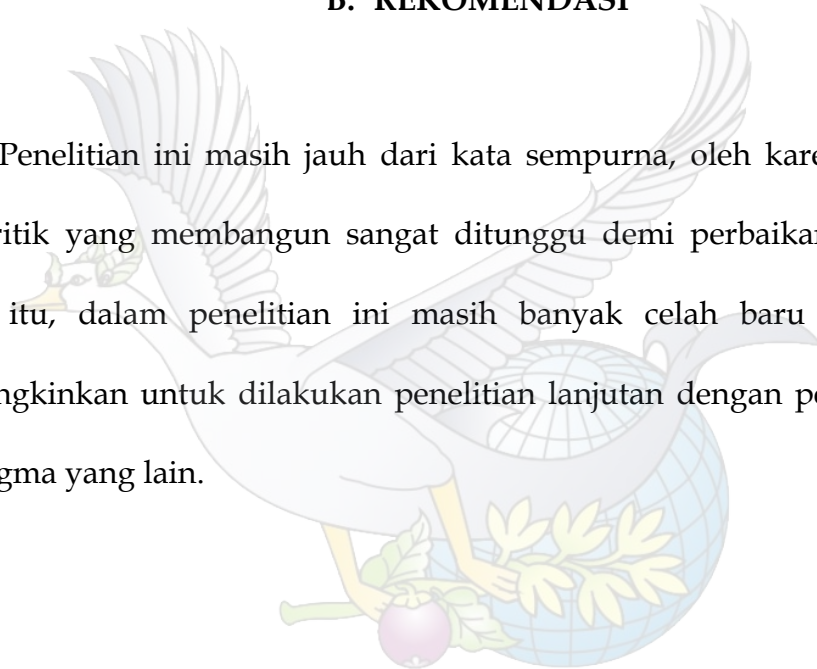 B. REKOMENDASI
Penelitian ini masih jauh dari kata sempurna, oleh kare
ritik yang membangun sangat ditunggu demi perbaikan
itu, dalam penelitian ini masih banyak celah baru
ngkinkan untuk dilakukan penelitian lanjutan dengan pe
gma yang lain.